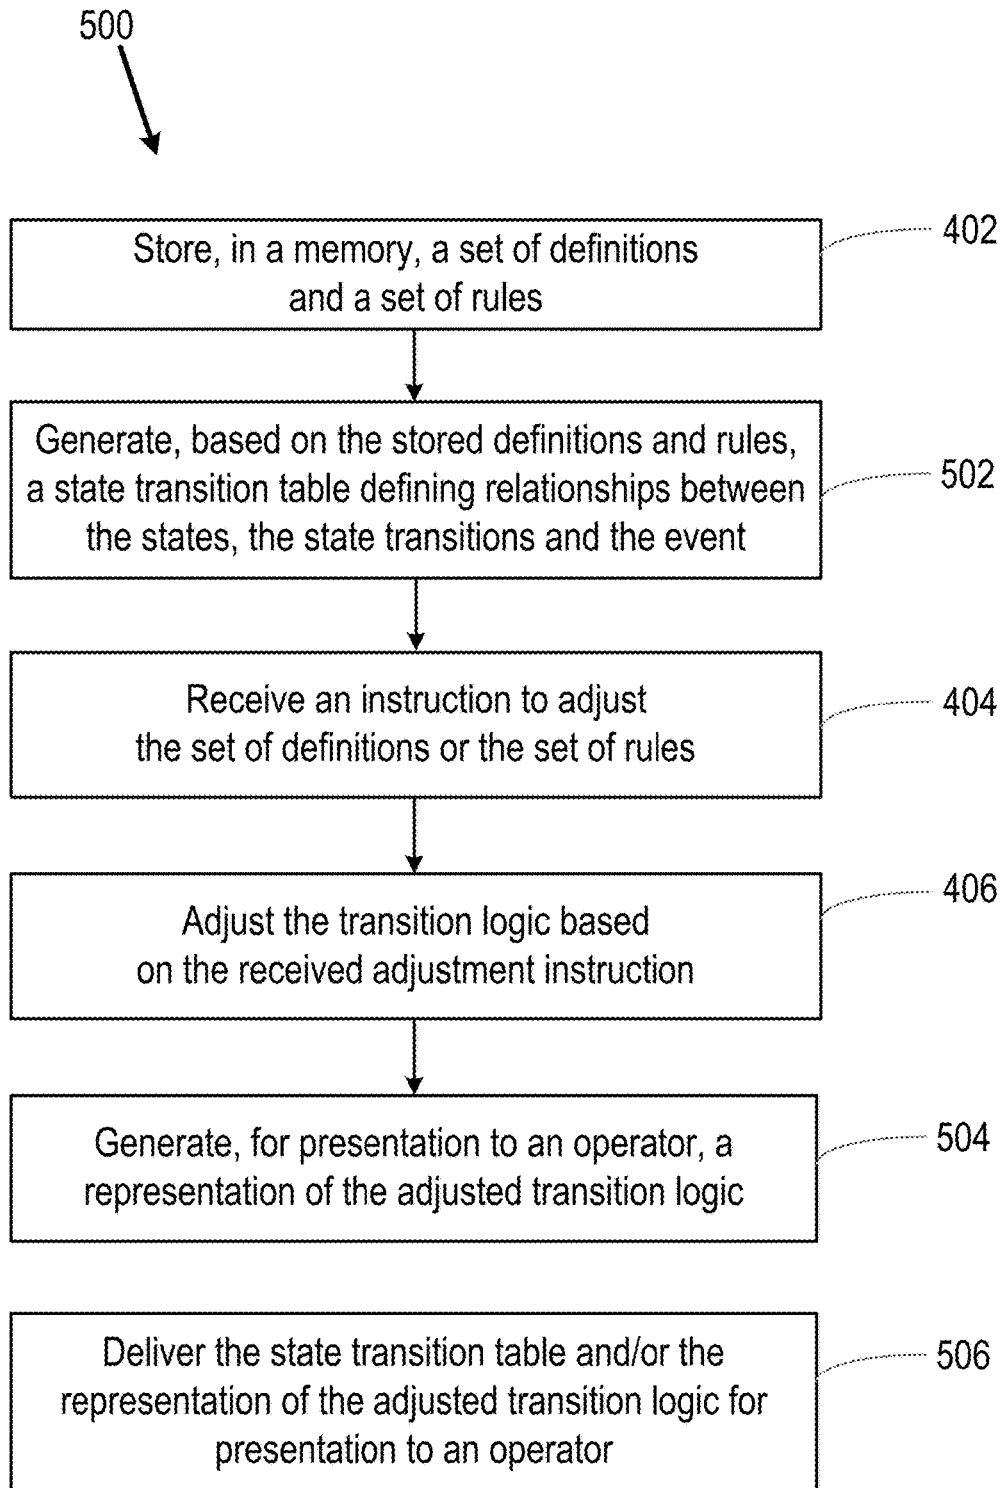 500
Store, in a memory, a set of definitions
and a set of rules
402
Generate, based on the stored definitions and rules,
a state transition table defining relationships between
the states, the state transitions and the event
502
Receive an instruction to adjust
the set of definitions or the set of rules
404
Adjust the transition logic based
on the received adjustment instruction
406
Generate, for presentation to an operator, a
representation of the adjusted transition logic
504
Deliver the state transition table and/or the
representation of the adjusted transition logic for
presentation to an operator
506